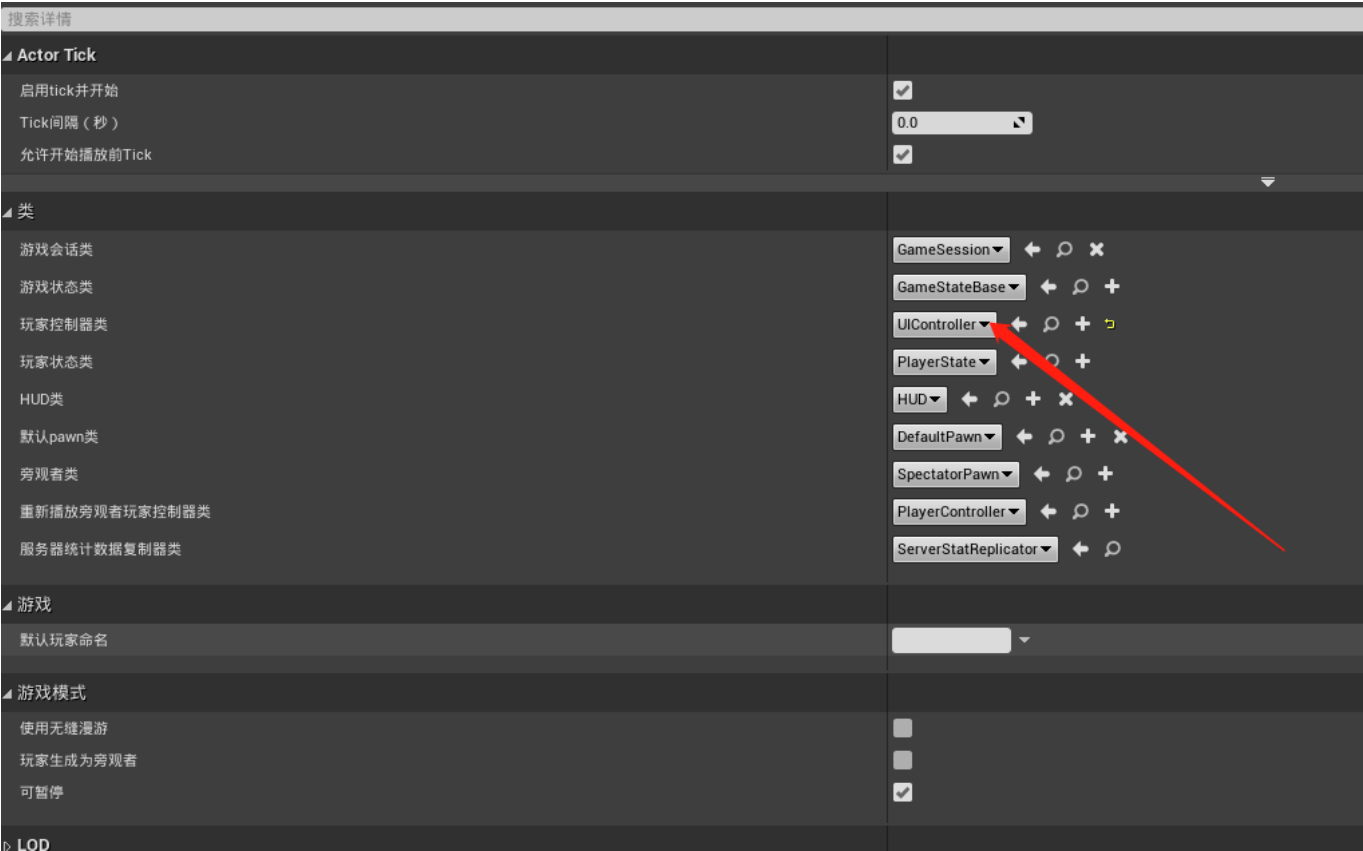 搜索详情
Actor Tick
启用tick并开始
Tick间隔（秒） 0.0
允许开始播放前Tick
类
游戏会话类 GameSession
游戏状态类 GameStateBase
玩家控制器类 UIController
玩家状态类 PlayerState
HUD类 HUD
默认pawn类 DefaultPawn
旁观者类 SpectatorPawn
重新播放旁观者玩家控制器类 PlayerController
服务器统计数据复制器类 ServerStatReplicator
游戏
默认玩家命名
游戏模式
使用无缝漫游
玩家生成为旁观者
可暂停
LOD